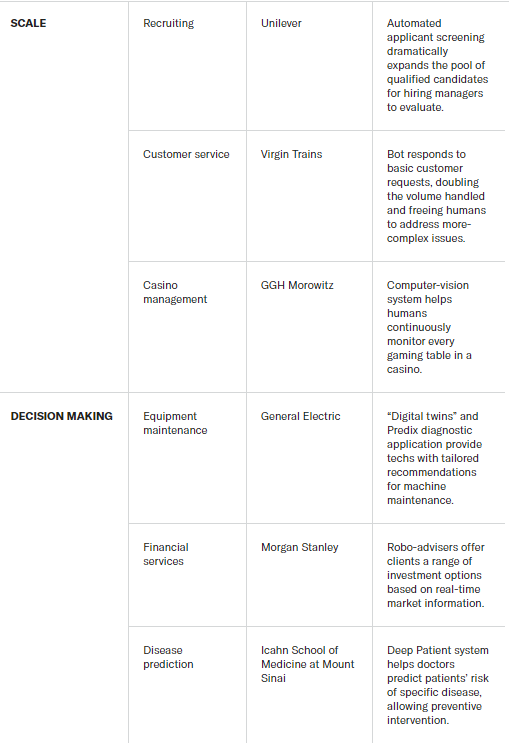 SCALE
Recruiting
Unilever
Automated
applicant screening
dramatically
expands the pool of
qualified candidates
for hiring managers
to evaluate.
Customer service
Virgin Trains
Bot responds to
basic customer
requests, doubling
the volume handled
and freeing humans
to address more-
complex issues.
Casino
management
GGH Morowitz
Computer-vision
system helps
humans
continuously
monitor every
gaming table in a
casino.
DECISION MAKING
Equipment
maintenance
General Electric
“Digital twins” and
Predix diagnostic
application provide
techs with tailored
recommendations
for machine
maintenance.
Financial
services
Morgan Stanley
Robo-advisers offer
clients a range of
investment options
based on real-time
market information.
Disease
prediction
Icahn School of
Medicine at Mount
Sinai
Deep Patient system
helps doctors
predict patients’ risk
of specific disease,
allowing preventive
intervention.